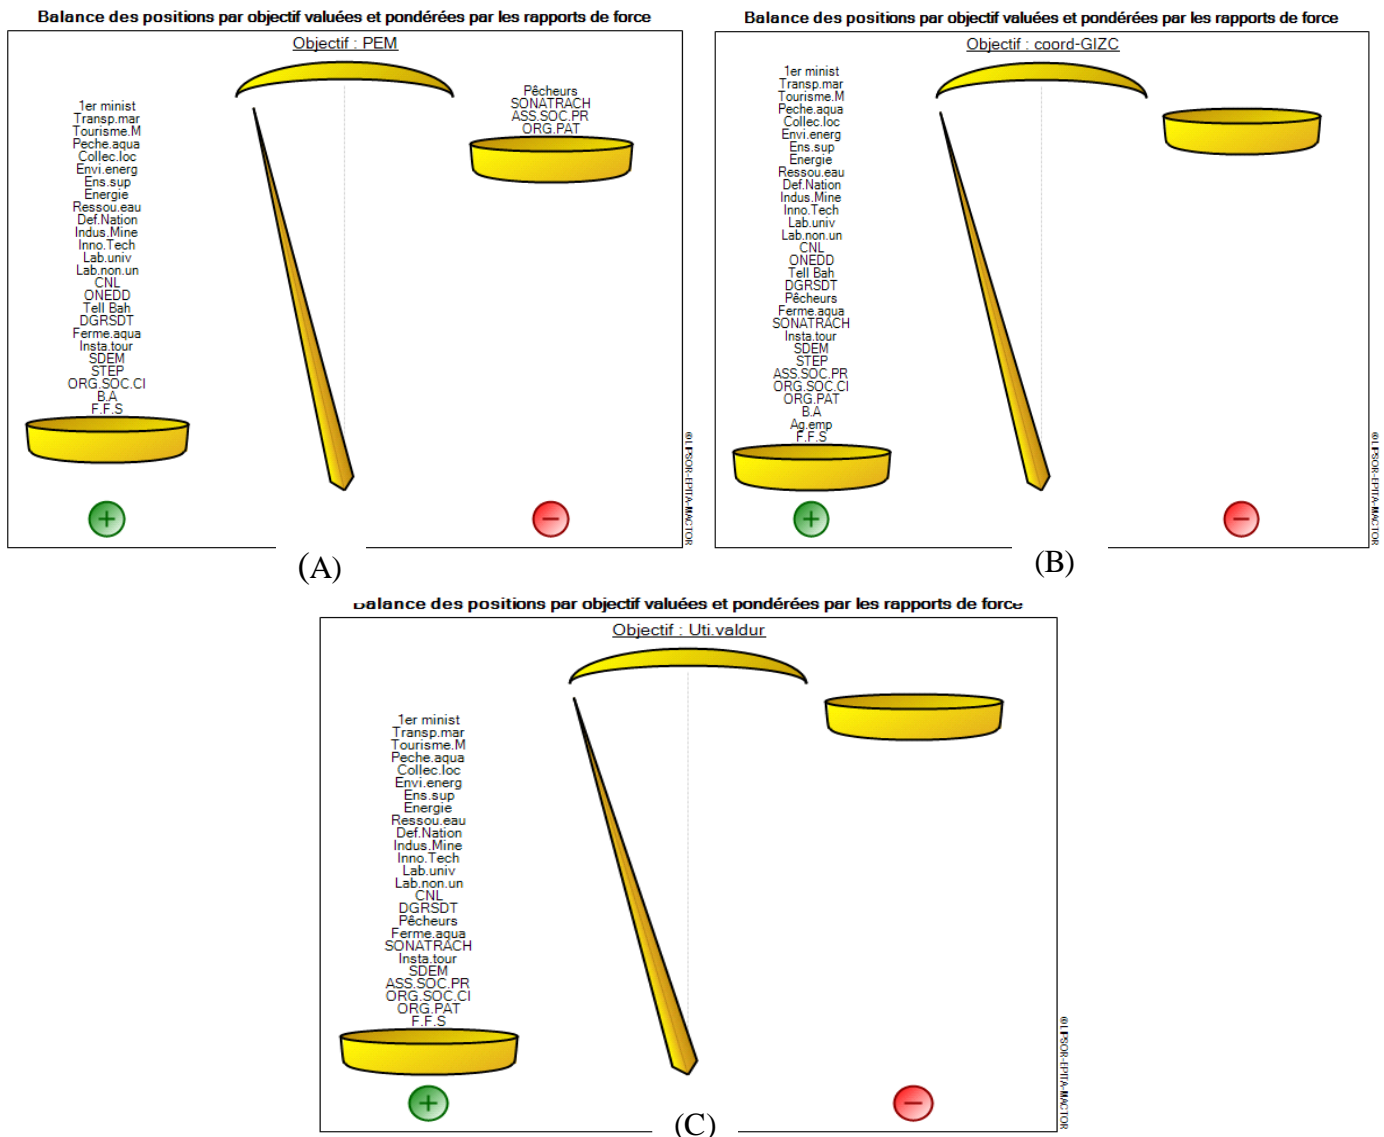 Balance des positions par objectif valuées et pondérées par les rapports de force
Objectif : PEM
1er minist
Transp.mar
Tourisme.M
Peche.aqua
Collec.loc
Envi.energ
Ens.sup
Energie
Ressou.eau
Def.Nation
Indus.Mine
Inno.Tech
Lab.univ
Lab.non.un
CNL
ONEDD
Tell Bah
DGRSDT
Ferme.aqua
Insta.tour
SDEM
STEP
ORG.SOC.CI
B.A
F.F.S
Pêcheurs
SONATRACH
ASS.SOC.PR
ORG.PAT
+
−
©LIPSOR-EPITA-MACTOR
(A)
Balance des positions par objectif valuées et pondérées par les rapports de force
Objectif : coord-GIZC
1er minist
Transp.mar
Tourisme.M
Peche.aqua
Collec.loc
Envi.energ
Ens.sup
Energie
Ressou.eau
Def.Nation
Indus.Mine
Inno.Tech
Lab.univ
Lab.non.un
CNL
ONEDD
Tell Bah
DGRSDT
Pêcheurs
Ferme.aqua
SONATRACH
Insta.tour
SDEM
STEP
ASS.SOC.PR
ORG.SOC.CI
ORG.PAT
B.A
Ag.emp
F.F.S
+
−
©LIPSOR-EPITA-MACTOR
(B)
Balance des positions par objectif valuées et pondérées par les rapports de force
Objectif : Uti.valdur
1er minist
Transp.mar
Tourisme.M
Peche.aqua
Collec.loc
Envi.energ
Ens.sup
Energie
Ressou.eau
Def.Nation
Indus.Mine
Inno.Tech
Lab.univ
Lab.non.un
CNL
DGRSDT
Pêcheurs
Ferme.aqua
SONATRACH
Insta.tour
SDEM
ASS.SOC.PR
ORG.SOC.CI
ORG.PAT
F.F.S
+
−
©LIPSOR-EPITA-MACTOR
(C)